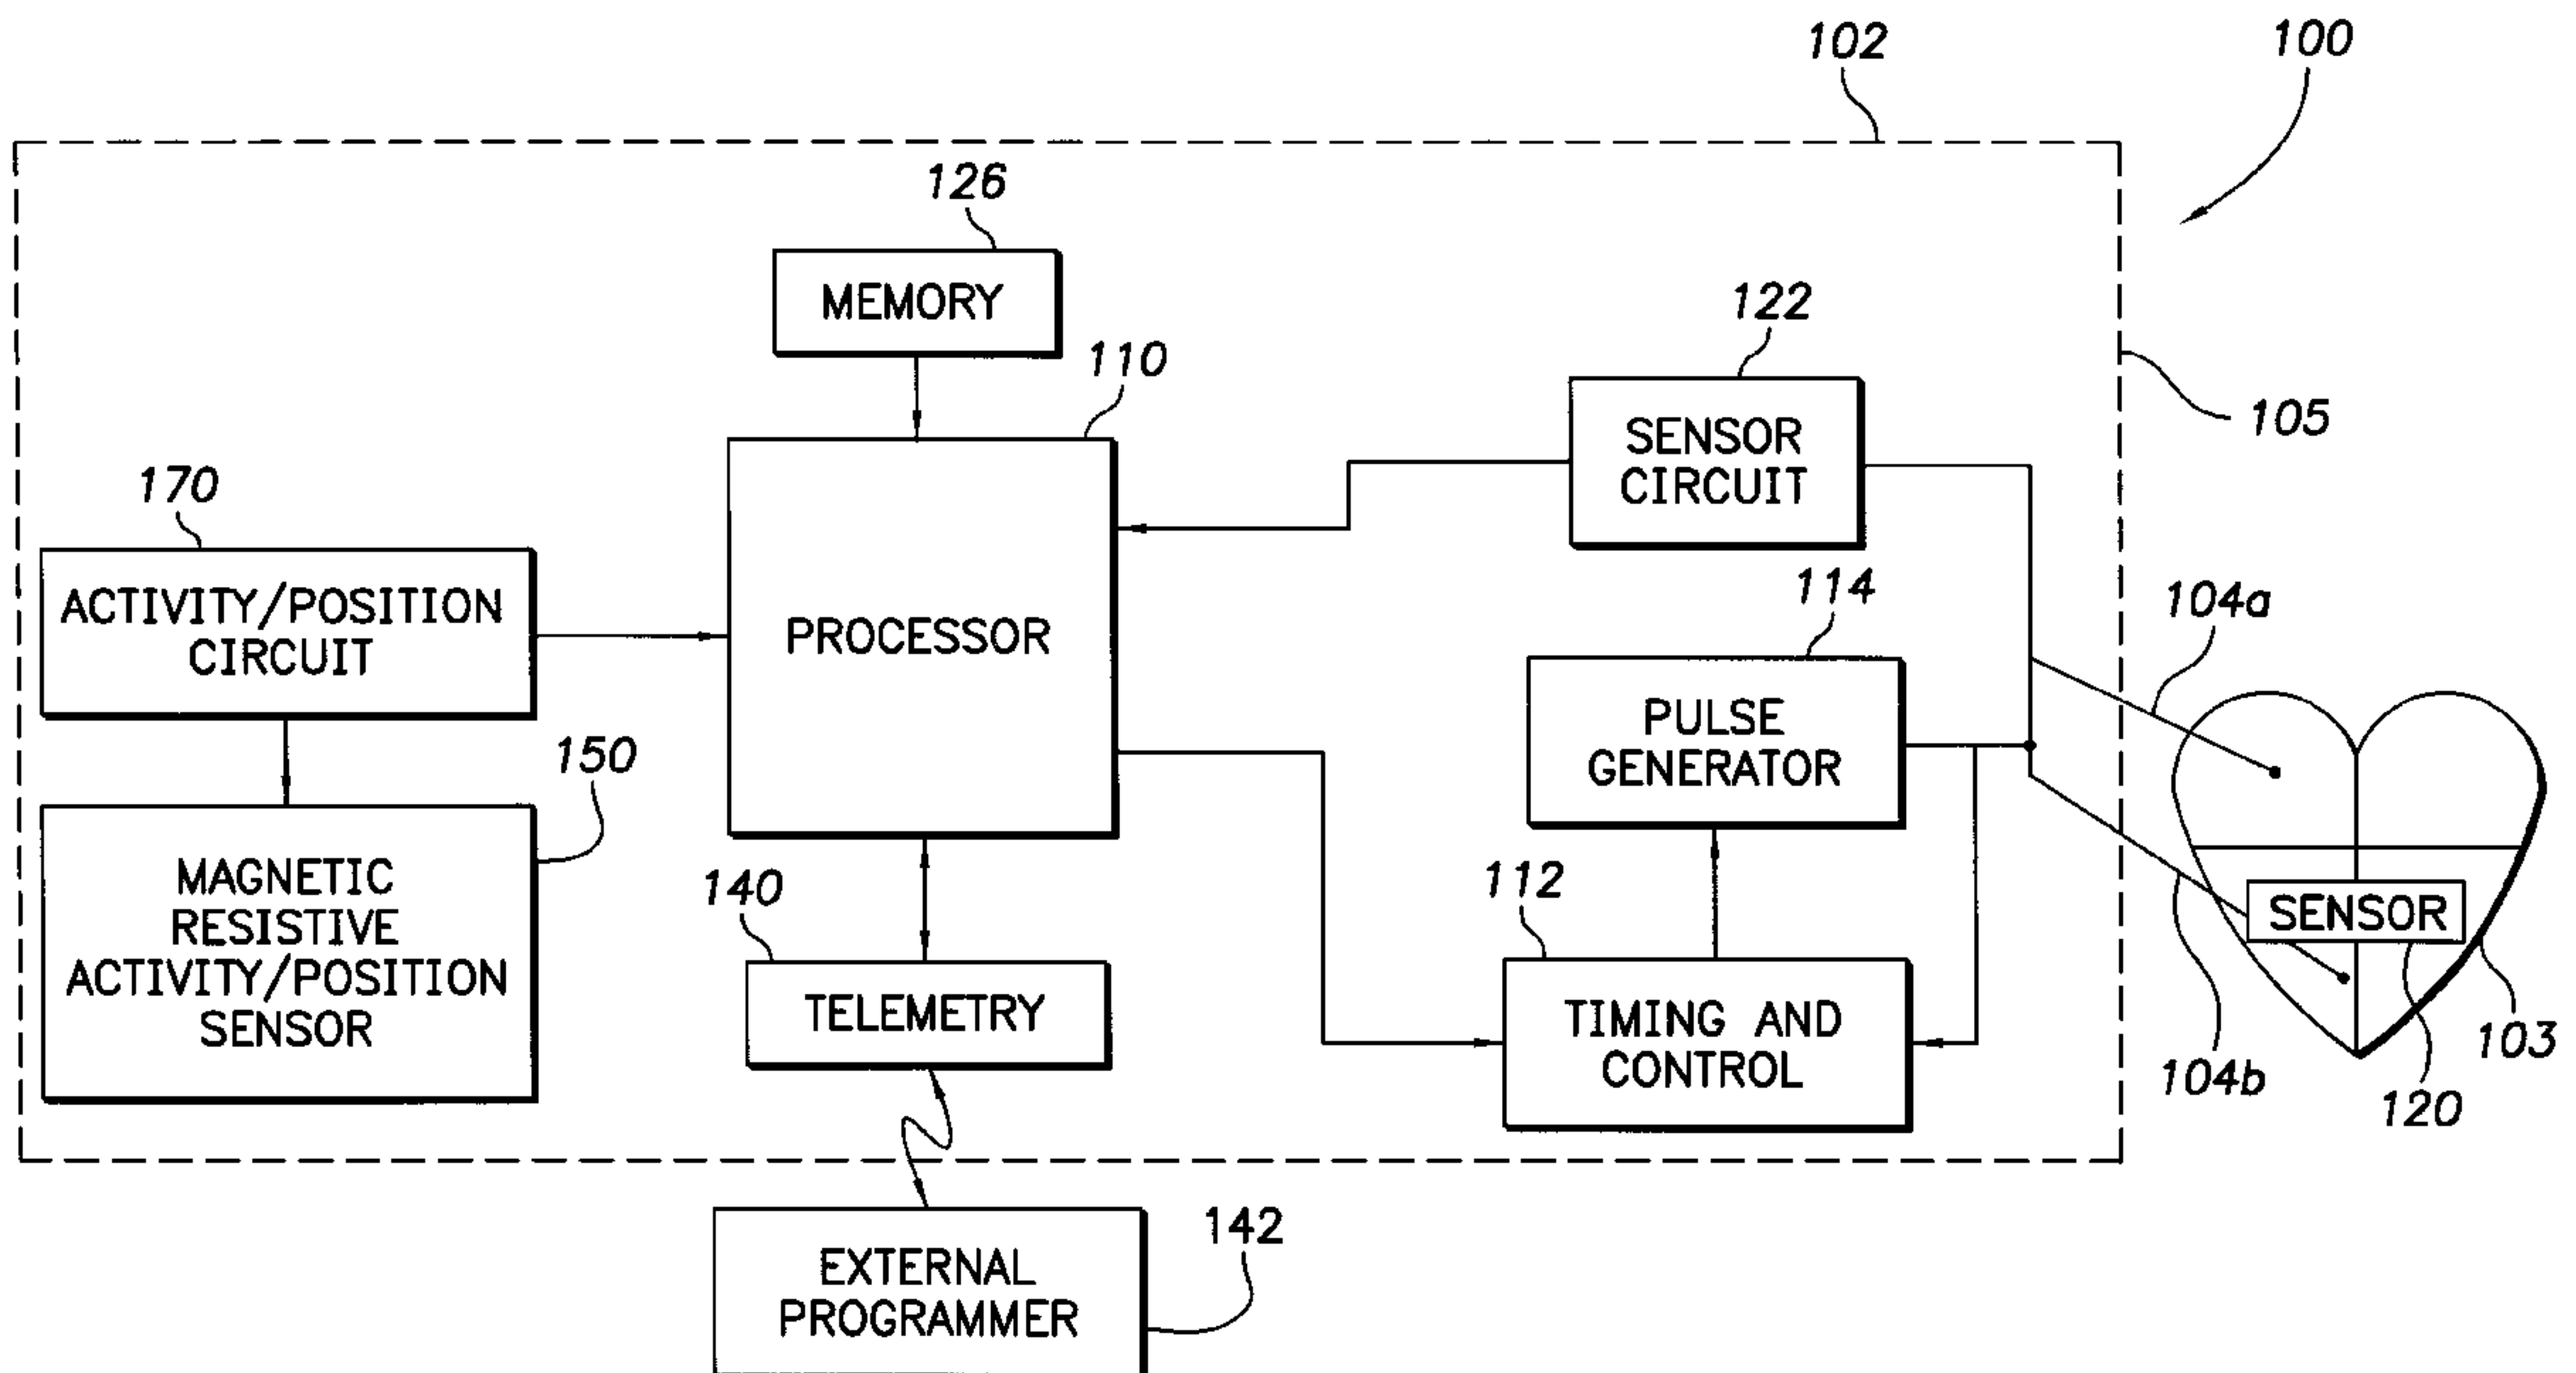 100
102
126
MEMORY
122
110
SENSOR
CIRCUIT
105
170
ACTIVITY/POSITION
CIRCUIT
PROCESSOR
114
104a
PULSE
GENERATOR
150
MAGNETIC
RESISTIVE
ACTIVITY/POSITION
SENSOR
140
TELEMETRY
112
TIMING AND
CONTROL
SENSOR
103
104b
120
EXTERNAL
PROGRAMMER
142